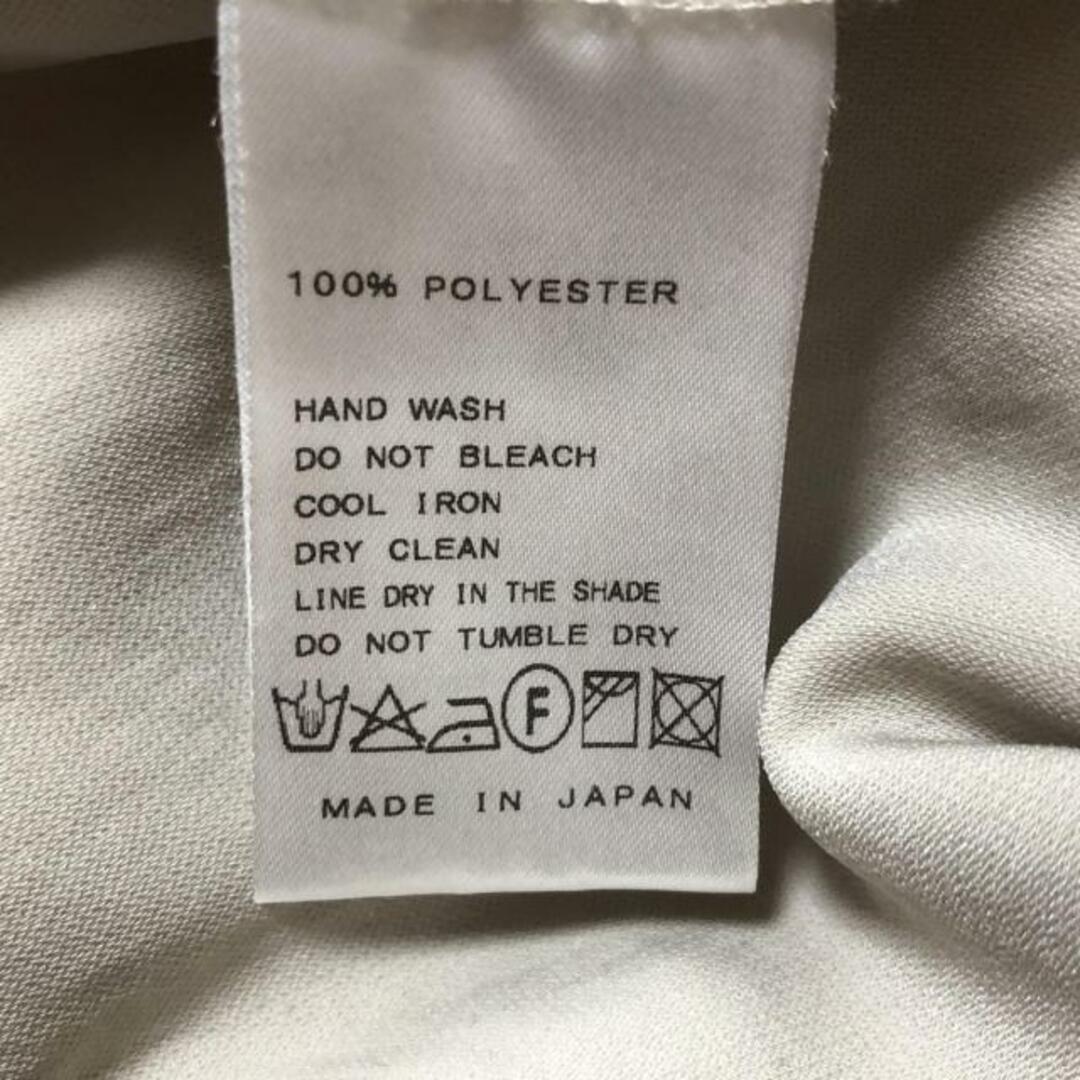 100% POLYESTER
HAND WASH
DO NOT BLEACH
COOL IRON
DRY CLEAN
LINE DRY IN THE SHADE
DO NOT TUMBLE DRY
F
MADE IN JAPAN